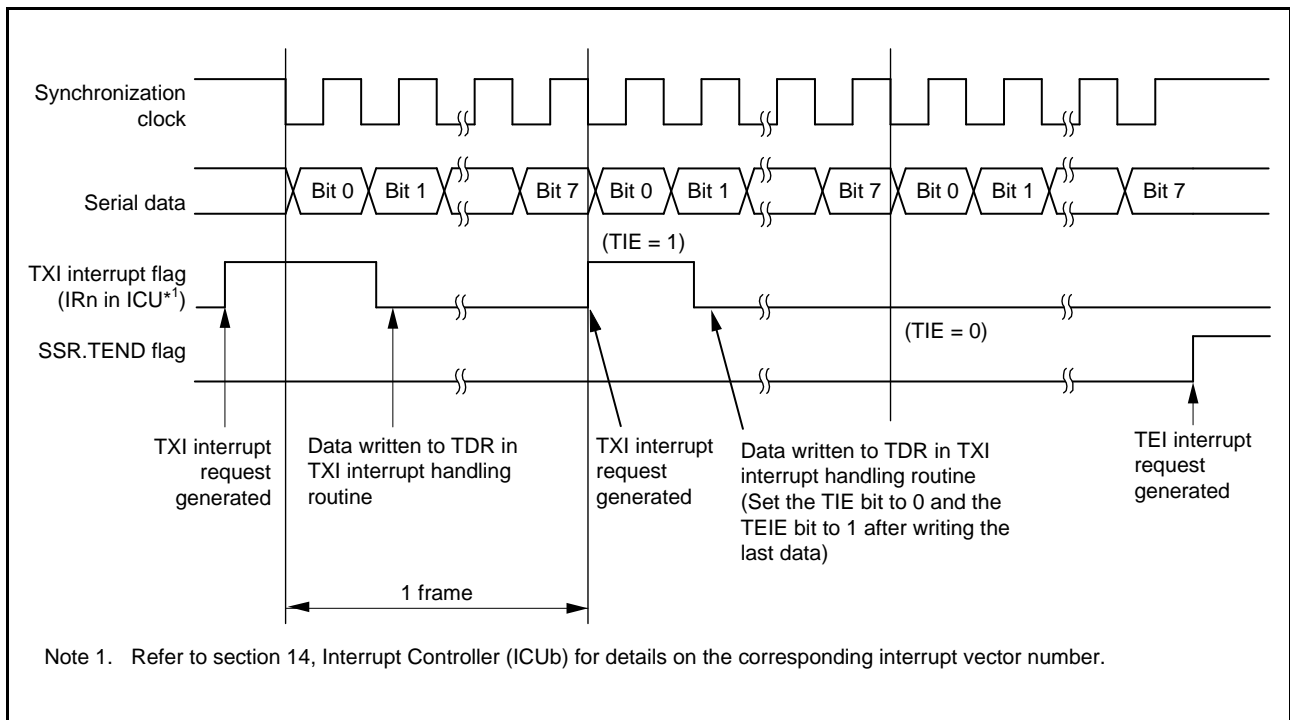 Synchronization
clock
Serial data
Bit 0 Bit 1 Bit 7 Bit 0 Bit 1 Bit 7 Bit 0 Bit 1 Bit 7
(TIE = 1)
TXI interrupt flag
(IRn in ICU*1)
(TIE = 0)
SSR.TEND flag
TXI interrupt
request
generated
Data written to TDR in
TXI interrupt handling
routine
TXI interrupt
request
generated
Data written to TDR in TXI
interrupt handling routine
(Set the TIE bit to 0 and the
TEIE bit to 1 after writing the
last data)
TEI interrupt
request
generated
1 frame
Note 1. Refer to section 14, Interrupt Controller (ICUb) for details on the corresponding interrupt vector number.